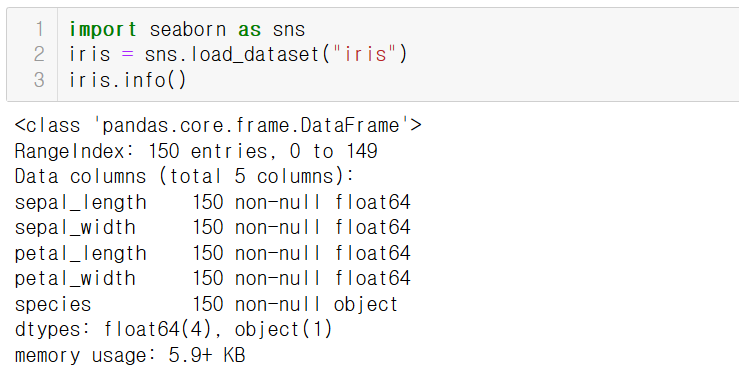 1 import seaborn as sns
2 iris = sns.load_dataset("iris")
3 iris.info()
<class 'pandas.core.frame.DataFrame'>
RangeIndex: 150 entries, 0 to 149
Data columns (total 5 columns):
sepal_length    150 non-null float64
sepal_width     150 non-null float64
petal_length    150 non-null float64
petal_width     150 non-null float64
species         150 non-null object
dtypes: float64(4), object(1)
memory usage: 5.9+ KB